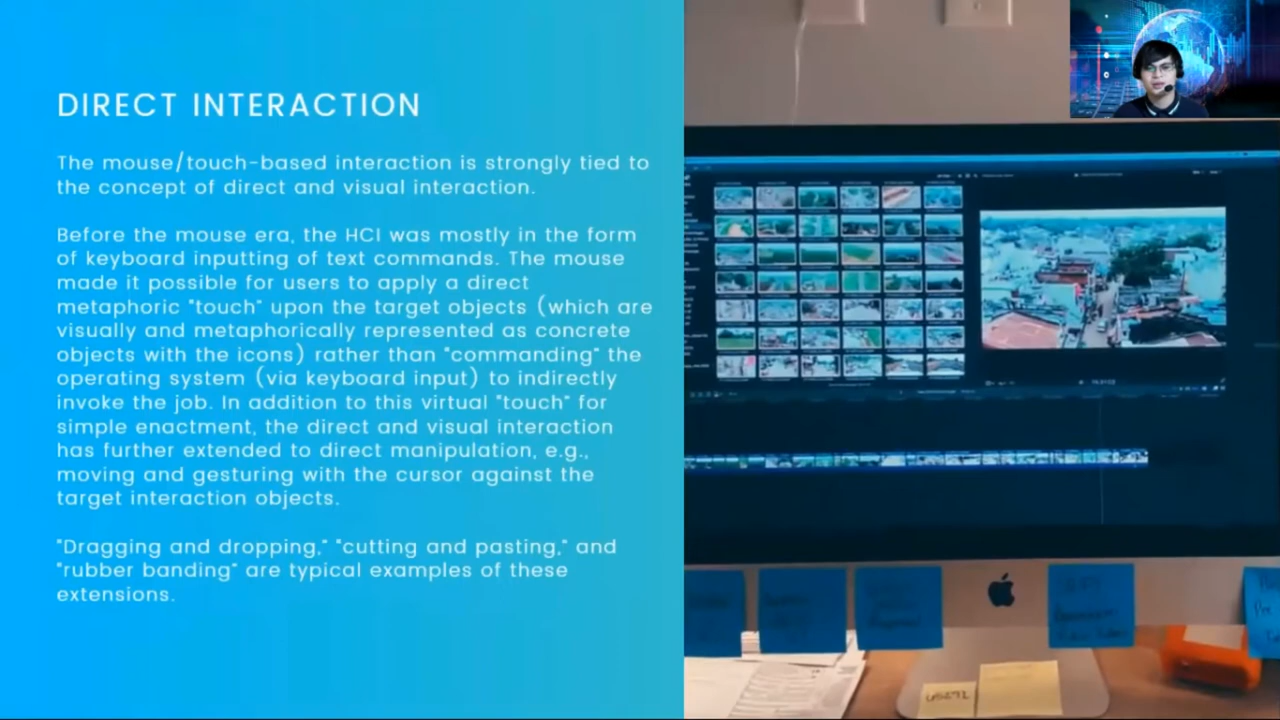 DIRECT INTERACTION
The mouse/touch-based interaction is strongly tied to
the concept of direct and visual interaction.
Before the mouse era, the HCI was mostly in the form
of keyboard inputting of text commands. The mouse
made it possible for users to apply a direct
metaphoric "touch" upon the target objects (which are
visually and metaphorically represented as concrete
objects with the icons) rather than "commanding" the
operating system (via keyboard input) to indirectly
invoke the job. In addition to this virtual "touch" for
simple enactment, the direct and visual interaction
has further extended to direct manipulation, e.g.,
moving and gesturing with the cursor against the
target interaction objects.
"Dragging and dropping," "cutting and pasting," and
"rubber banding" are typical examples of these
extensions.